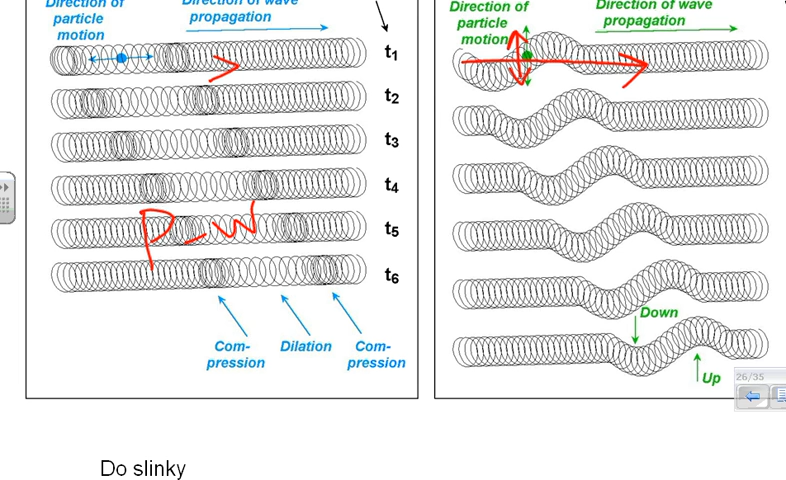 Direction of
particle
motion
Direction of wave
propagation
t1
t2
t3
t4
t5
t6
P-W
Com-
pression
Dilation
Com-
pression
Direction of
particle
motion
Direction of wave
propagation
Down
Up
26/35
Do slinky